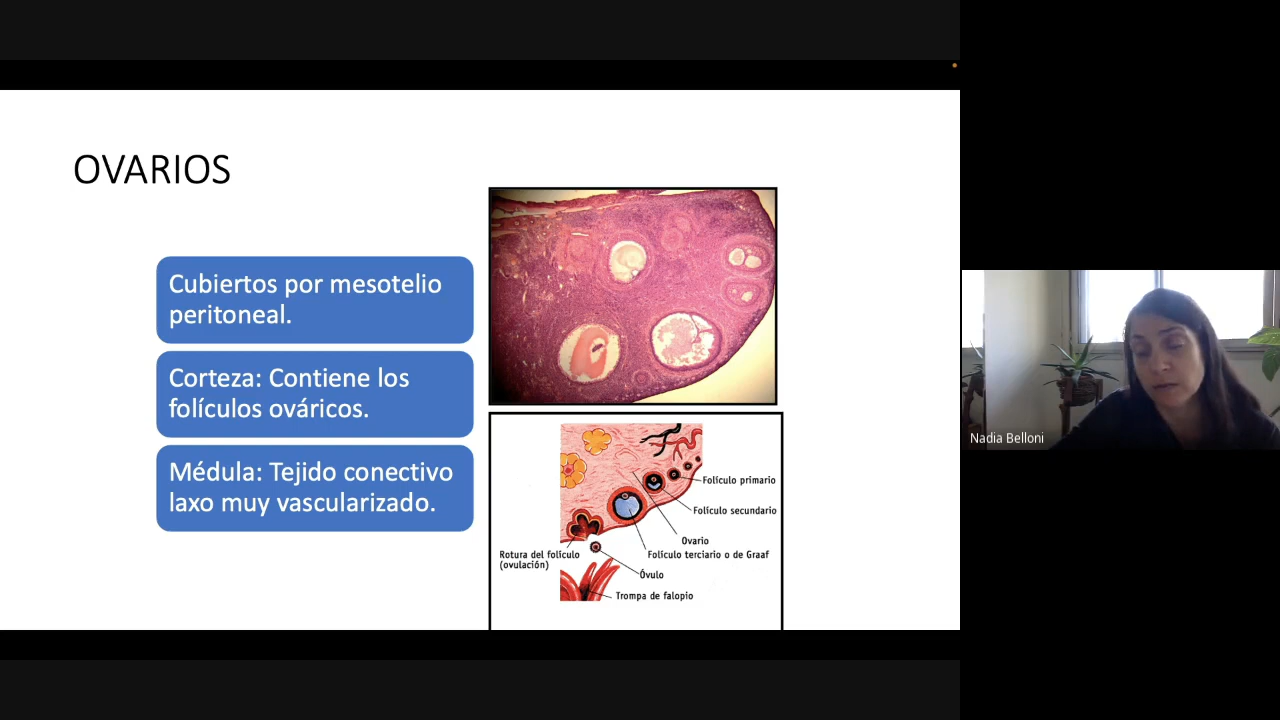 OVARIOS
Cubiertos por mesotelio
peritoneal.
Corteza: Contiene los
folículos ováricos.
Médula: Tejido conectivo
laxo muy vascularizado.
Folículo primario
Folículo secundario
Ovario
Rotura del folículo
(ovulación)
Folículo terciario o de Graaf
Óvulo
Trompa de falopio
Nadia Belloni